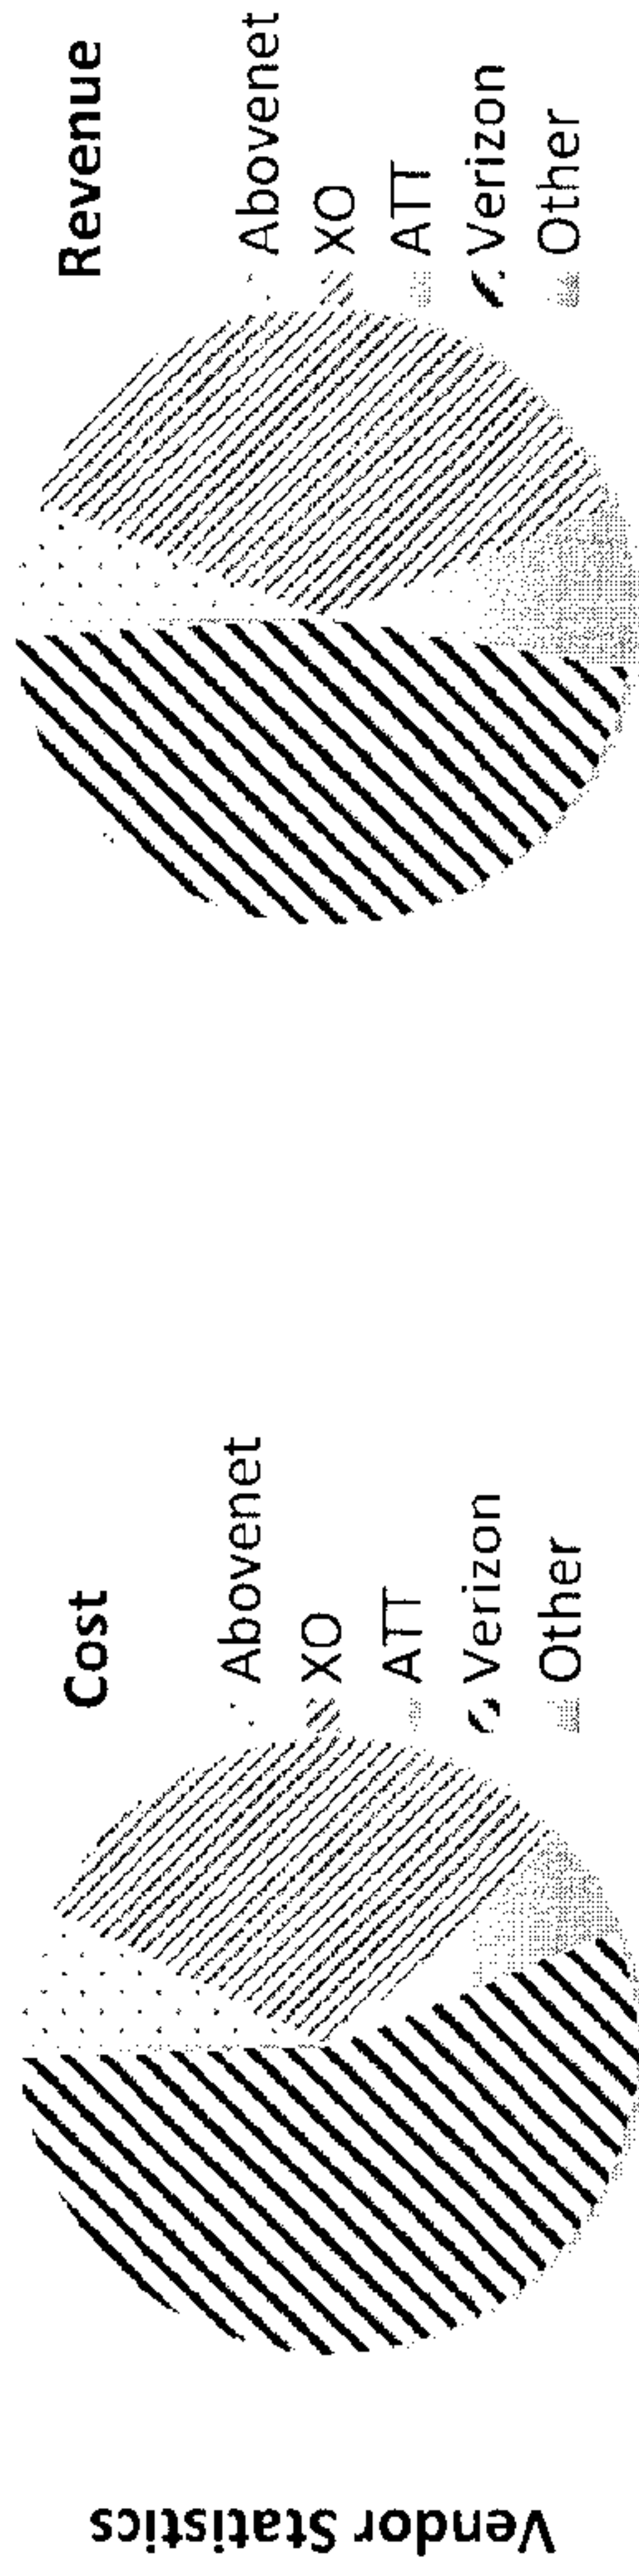 Vendor Statistics
Cost
Abovenet
XO
ATT
Verizon
Other
Revenue
Abovenet
XO
ATT
Verizon
Other